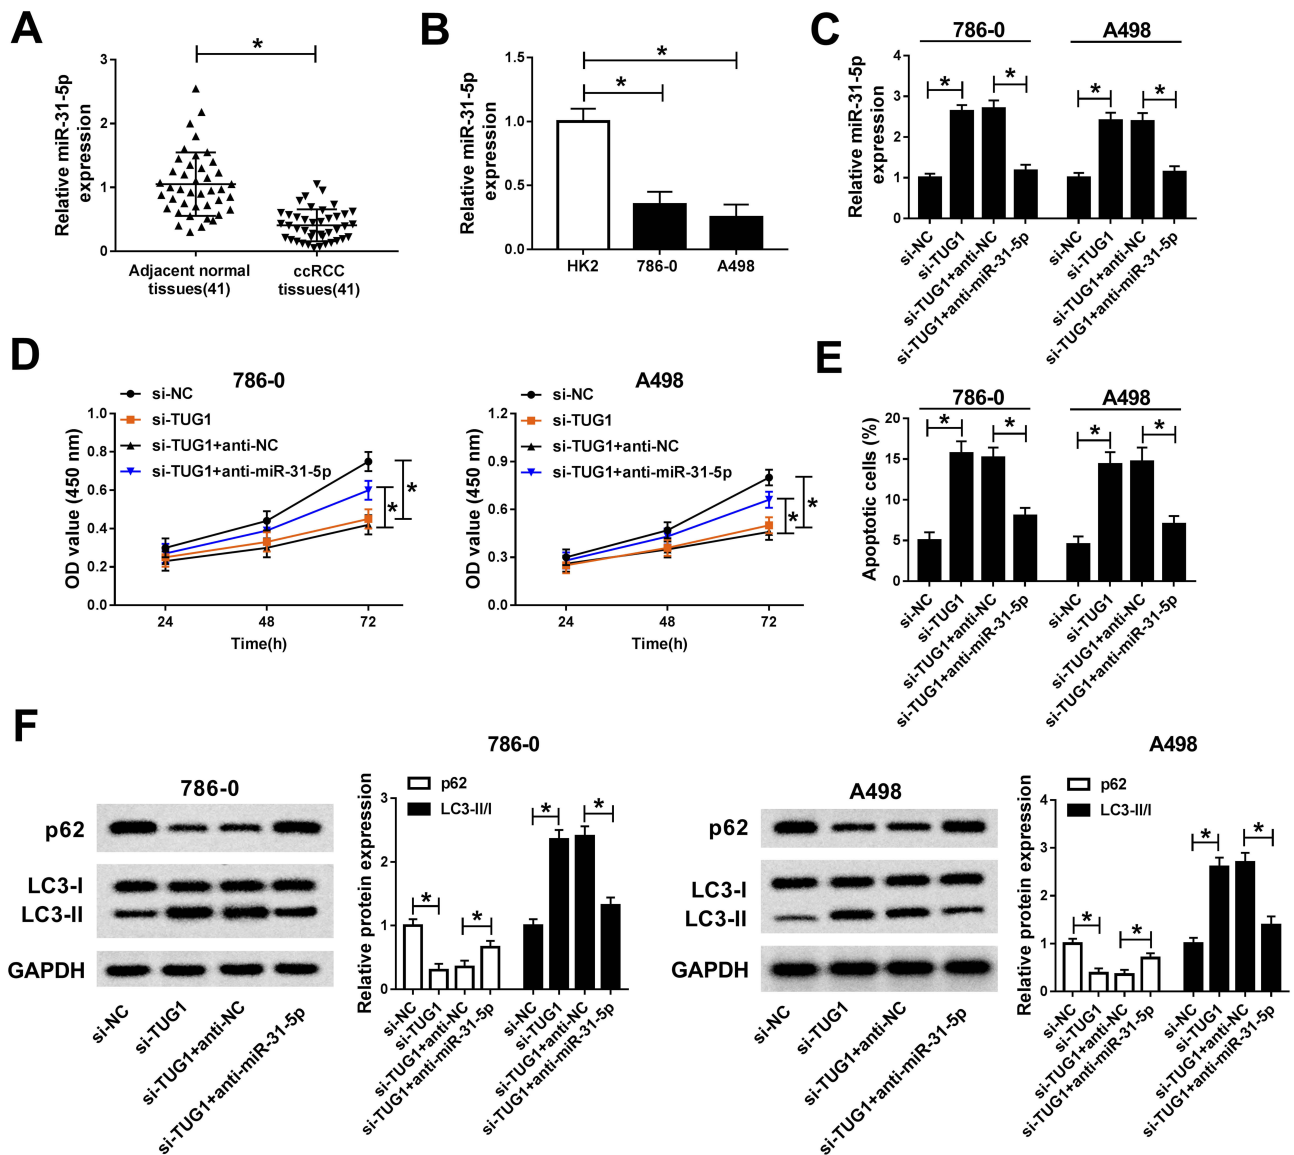 A
*
Relative miR-31-5p
expression
3
2
1
0
Adjacent normal
tissues(41)
ccRCC
tissues(41)
B
*
*
Relative miR-31-5p
expression
1.5
1.0
0.5
0.0
HK2
786-0
A498
C
786-0
A498
* * * *
Relative miR-31-5p
expression
4
3
2
1
0
si-NC
si-TUG1
si-TUG1+anti-NC
si-TUG1+anti-miR-31-5p
si-NC
si-TUG1
si-TUG1+anti-NC
si-TUG1+anti-miR-31-5p
D
786-0
si-NC
si-TUG1
si-TUG1+anti-NC
si-TUG1+anti-miR-31-5p
OD value (450 nm)
1.0
0.8
0.6
0.4
0.2
0.0
* *
24 48 72
Time(h)
A498
si-NC
si-TUG1
si-TUG1+anti-NC
si-TUG1+anti-miR-31-5p
OD value (450 nm)
1.2
0.9
0.6
0.3
0.0
* *
24 48 72
Time(h)
E
786-0
A498
* * * *
Apoptotic cells (%)
20
15
10
5
0
si-NC
si-TUG1
si-TUG1+anti-NC
si-TUG1+anti-miR-31-5p
si-NC
si-TUG1
si-TUG1+anti-NC
si-TUG1+anti-miR-31-5p
F
786-0
p62
LC3-I
LC3-II
GAPDH
si-NC
si-TUG1
si-TUG1+anti-NC
si-TUG1+anti-miR-31-5p
786-0
p62
LC3-II/I
Relative protein expression
3
2
1
0
* * * *
si-NC
si-TUG1
si-TUG1+anti-NC
si-TUG1+anti-miR-31-5p
si-NC
si-TUG1
si-TUG1+anti-NC
si-TUG1+anti-miR-31-5p
A498
p62
LC3-I
LC3-II
GAPDH
si-NC
si-TUG1
si-TUG1+anti-NC
si-TUG1+anti-miR-31-5p
A498
p62
LC3-II/I
Relative protein expression
4
3
2
1
0
* * * *
si-NC
si-TUG1
si-TUG1+anti-NC
si-TUG1+anti-miR-31-5p
si-NC
si-TUG1
si-TUG1+anti-NC
si-TUG1+anti-miR-31-5p